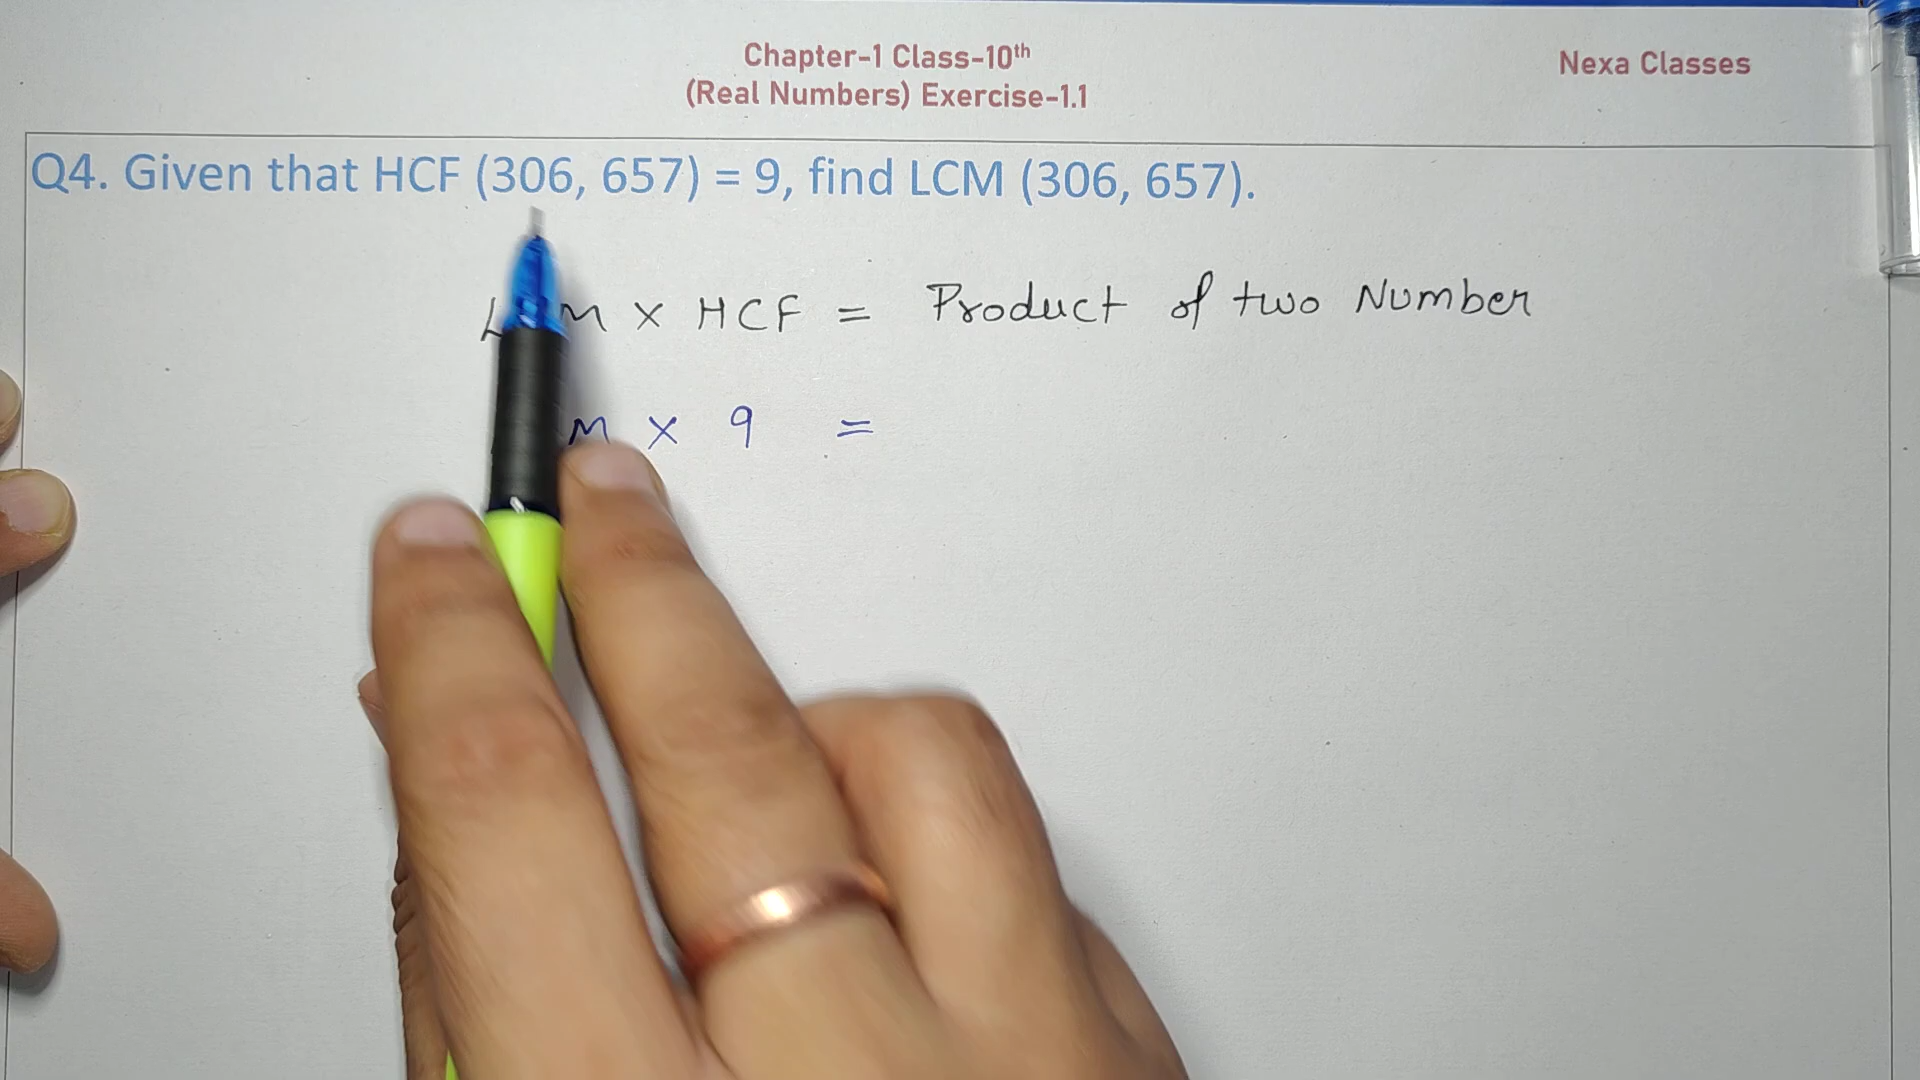 Chapter-1 Class-10th
(Real Numbers) Exercise-1.1
Nexa Classes
Q4. Given that HCF (306, 657) = 9, find LCM (306, 657).
M × HCF = Product of two Number
M × 9 =